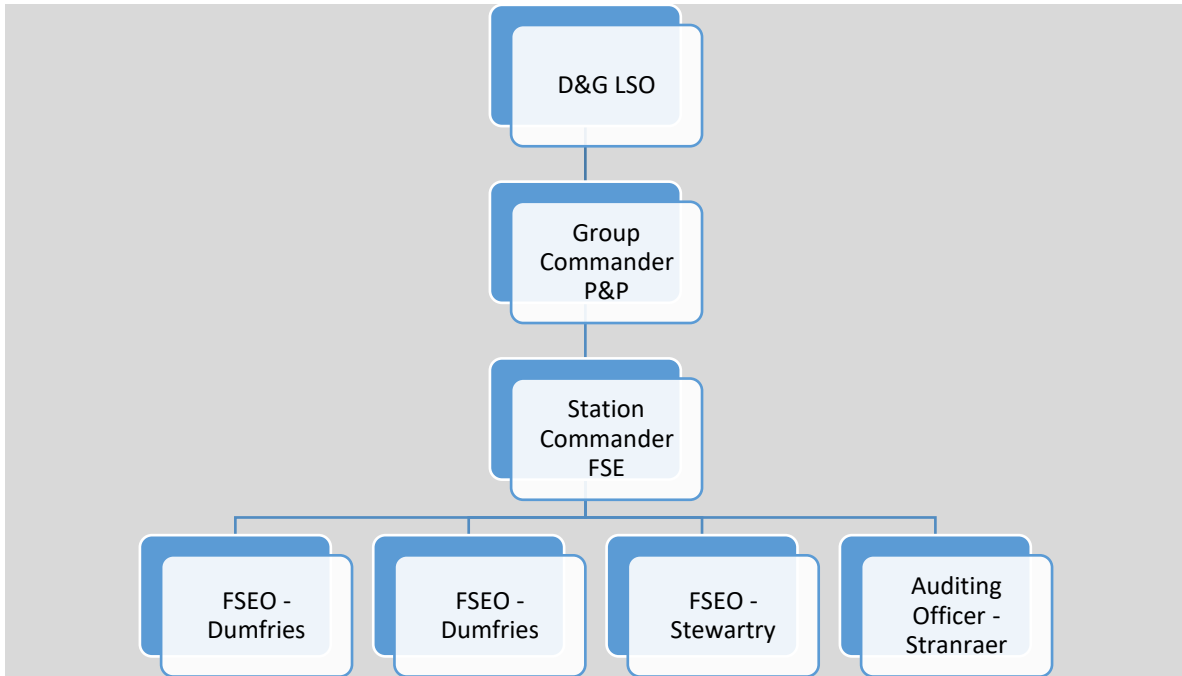 D&G LSO
Group
Commander
P&P
Station
Commander
FSE
FSEO -
Dumfries
FSEO -
Dumfries
FSEO -
Stewartry
Auditing
Officer -
Stranraer